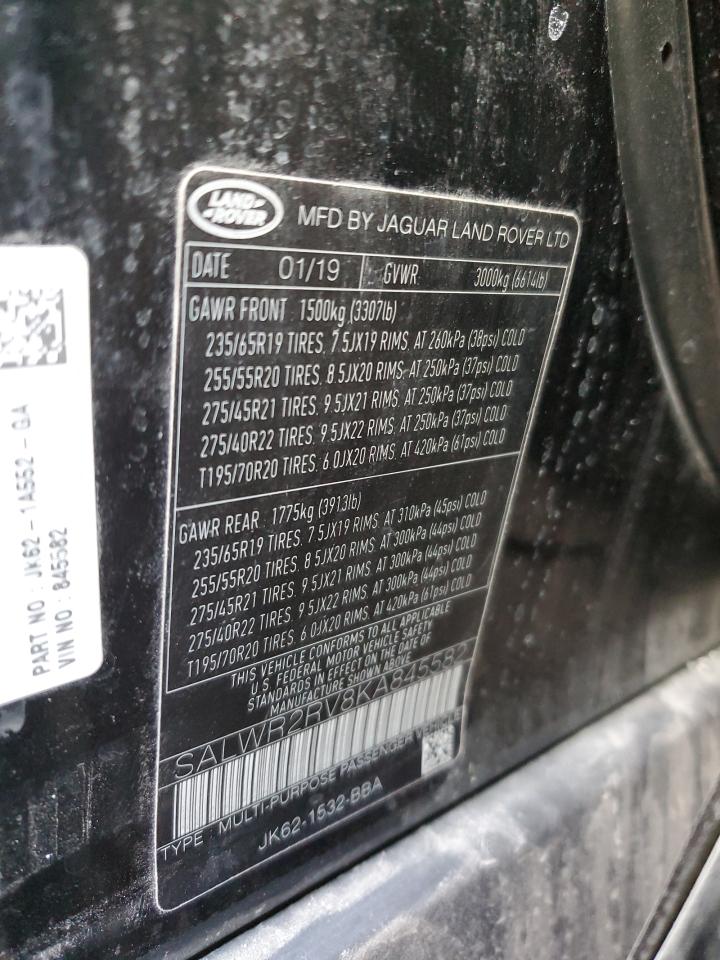 LAND-
-ROVER
MFD BY JAGUAR LAND ROVER LTD
DATE 01/19 GVWR 3000kg (6614lb)
GAWR FRONT 1500kg (3307lb)
235/65R19 TIRES, 7.5JX19 RIMS, AT 260kPa (38psi) COLD
255/55R20 TIRES, 8.5JX20 RIMS, AT 250kPa (37psi) COLD
275/45R21 TIRES, 9.5JX21 RIMS, AT 250kPa (37psi) COLD
275/40R22 TIRES, 9.5JX22 RIMS, AT 250kPa (37psi) COLD
T195/70R20 TIRES, 6.0JX20 RIMS, AT 420kPa (61psi) COLD
GAWR REAR 1775kg (3913lb)
235/65R19 TIRES, 7.5JX19 RIMS, AT 310kPa (45psi) COLD
255/55R20 TIRES, 8.5JX20 RIMS, AT 300kPa (44psi) COLD
275/45R21 TIRES, 9.5JX21 RIMS, AT 300kPa (44psi) COLD
275/40R22 TIRES, 9.5JX22 RIMS, AT 300kPa (44psi) COLD
T195/70R20 TIRES, 6.0JX20 RIMS, AT 420kPa (61psi) COLD
THIS VEHICLE CONFORMS TO ALL APPLICABLE
U.S. FEDERAL MOTOR VEHICLE SAFETY
STANDARDS IN EFFECT ON THE DATE OF
MANUFACTURE SHOWN ABOVE
SALWR2RV8KA845582
TYPE MULTI-PURPOSE PASSENGER VEHICLE
JK62-1532-BBA
PART NO : JK62 - 1A552 - GA
VIN NO : 845582